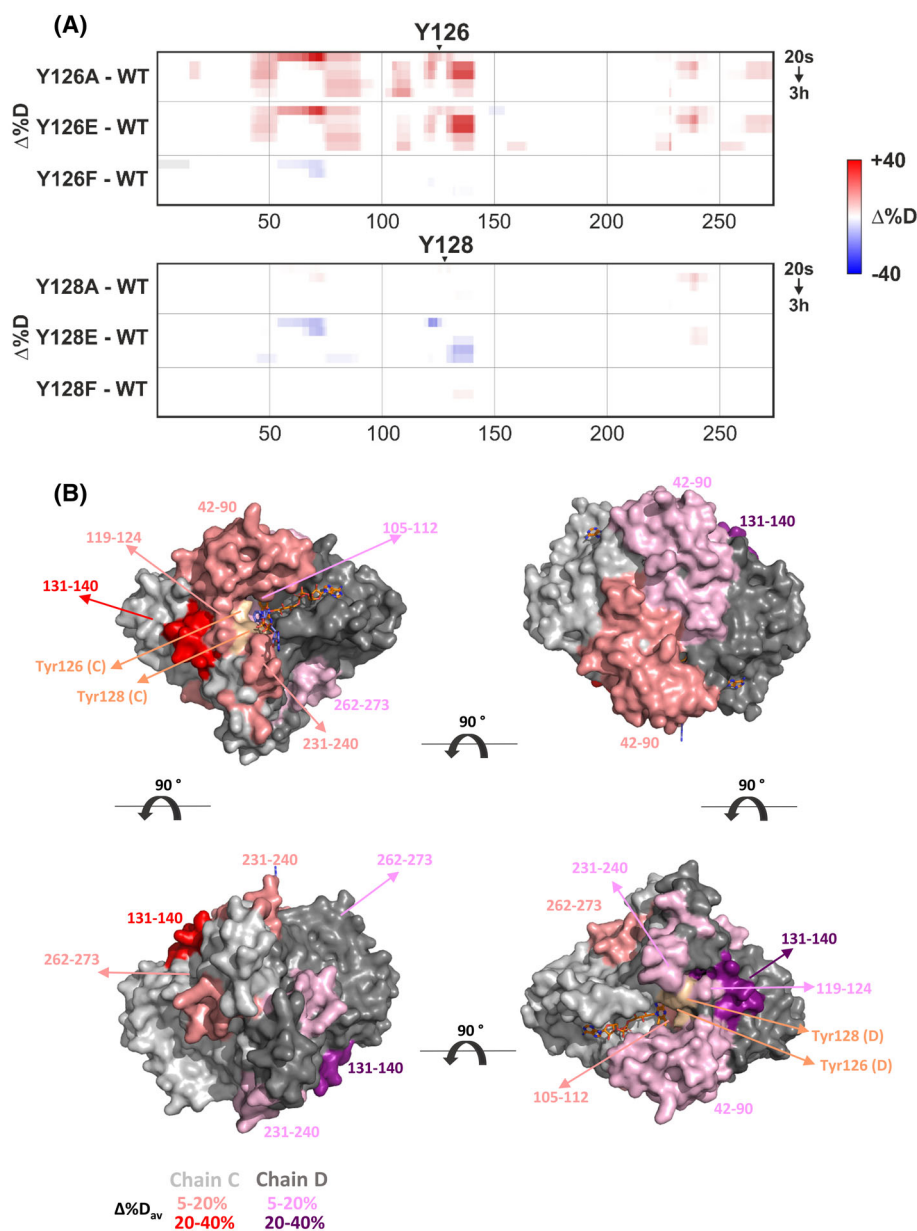 (A)
Y126
Y126A - WT
Y126E - WT
Y126F - WT
Δ%D
20s
3h
50 100 150 200 250
+40
Δ%D
-40
Y128
Y128A - WT
Y128E - WT
Y128F - WT
Δ%D
20s
3h
50 100 150 200 250
(B)
42-90
119-124
105-112
131-140
Tyr126 (C)
Tyr128 (C)
262-273
231-240
42-90
131-140
42-90
90 °
90 °
90 °
231-240
262-273
131-140
262-273
131-140
231-240
90 °
231-240
262-273
131-140
119-124
Tyr128 (D)
Tyr126 (D)
105-112
42-90
Chain C Chain D
Δ%Dav 5-20% 5-20%
20-40% 20-40%